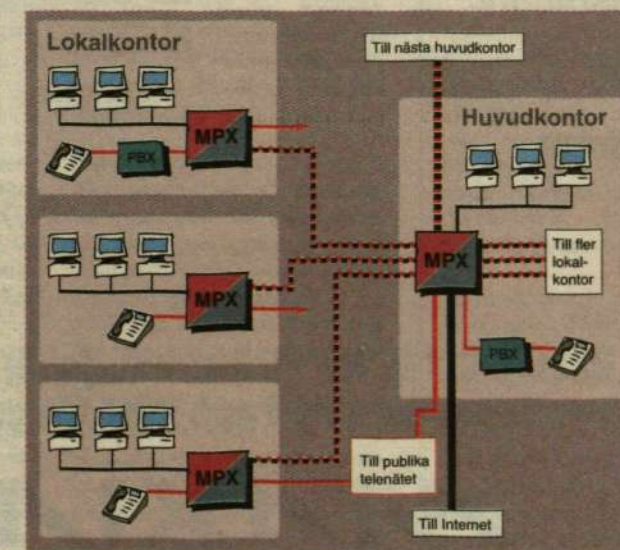 Lokalkontor
MPX
PBX
MPX
MPX
Till nästa huvudkontor
Huvudkontor
MPX
Till fler
lokal-
kontor
PBX
Till publika
telenätet
Till Internet